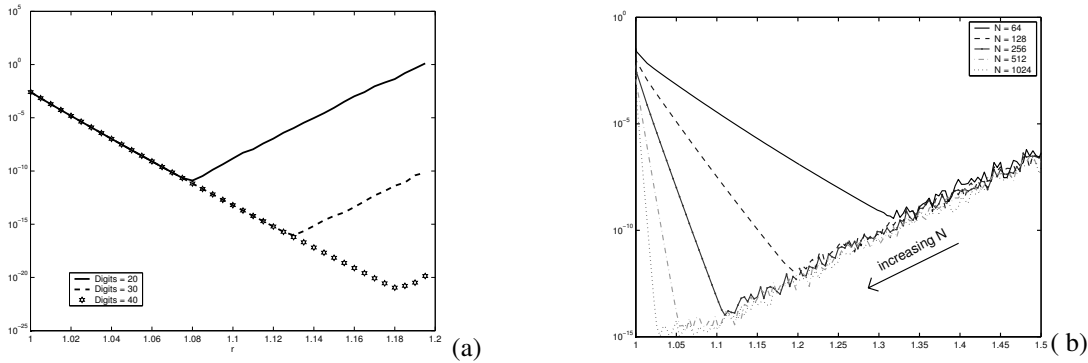 10^5
10^0
10^-5
10^-10
10^-15
10^-20
10^-25
Digits = 20
Digits = 30
Digits = 40
1 1.02 1.04 1.06 1.08 1.1 1.12 1.14 1.16 1.18 1.2
r
(a)
10^0
10^-5
10^-10
10^-15
N = 64
N = 128
N = 256
N = 512
N = 1024
increasing N
1 1.05 1.1 1.15 1.2 1.25 1.3 1.35 1.4 1.45 1.5
( b)